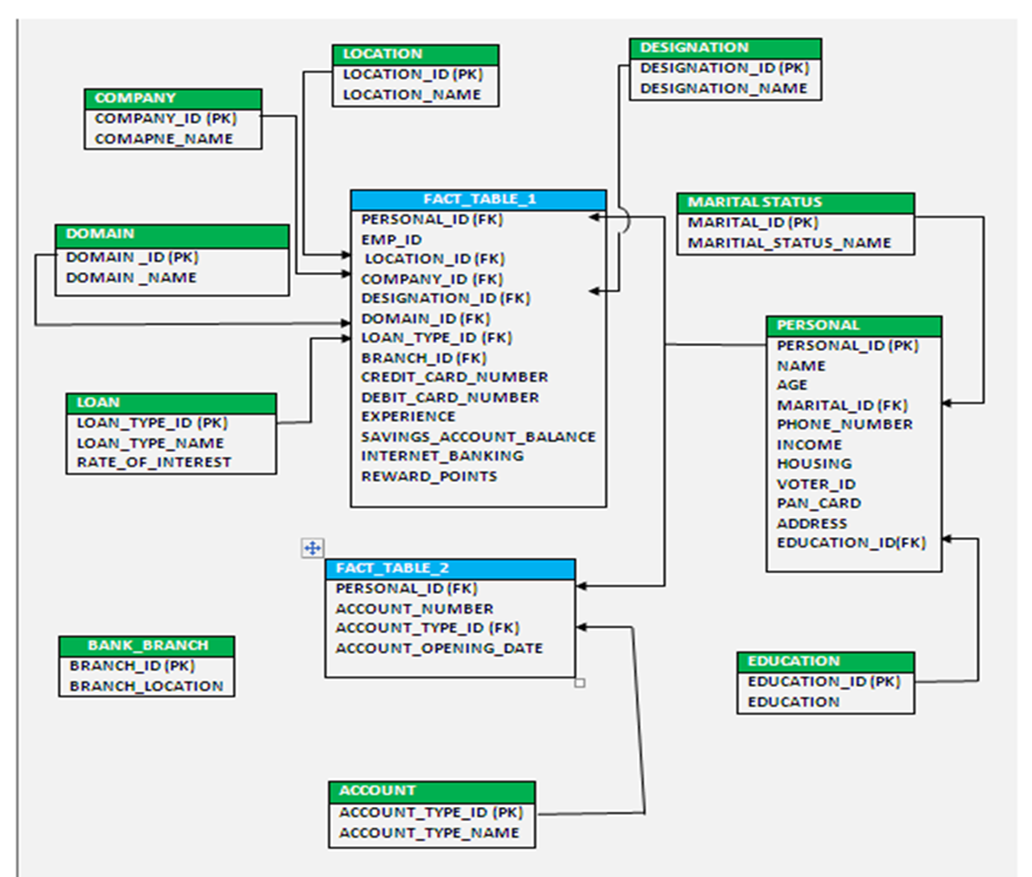 LOCATION
LOCATION_ID (PK)
LOCATION_NAME
DESIGNATION
DESIGNATION_ID (PK)
DESIGNATION_NAME
COMPANY
COMPANY_ID (PK)
COMAPNE_NAME
FACT_TABLE_1
PERSONAL_ID (FK)
EMP_ID
LOCATION_ID (FK)
COMPANY_ID (FK)
DESIGNATION_ID (FK)
DOMAIN_ID (FK)
LOAN_TYPE_ID (FK)
BRANCH_ID (FK)
CREDIT_CARD_NUMBER
DEBIT_CARD_NUMBER
EXPERIENCE
SAVINGS_ACCOUNT_BALANCE
INTERNET_BANKING
REWARD_POINTS
MARITAL STATUS
MARITAL_ID (PK)
MARITIAL_STATUS_NAME
DOMAIN
DOMAIN _ID (PK)
DOMAIN _NAME
PERSONAL
PERSONAL_ID (PK)
NAME
AGE
MARITAL_ID (FK)
PHONE_NUMBER
INCOME
HOUSING
VOTER_ID
PAN_CARD
ADDRESS
EDUCATION_ID(FK)
LOAN
LOAN_TYPE_ID (PK)
LOAN_TYPE_NAME
RATE_OF_INTEREST
FACT_TABLE_2
PERSONAL_ID (FK)
ACCOUNT_NUMBER
ACCOUNT_TYPE_ID (FK)
ACCOUNT_OPENING_DATE
BANK_BRANCH
BRANCH_ID (PK)
BRANCH_LOCATION
EDUCATION
EDUCATION_ID (PK)
EDUCATION
ACCOUNT
ACCOUNT_TYPE_ID (PK)
ACCOUNT_TYPE_NAME